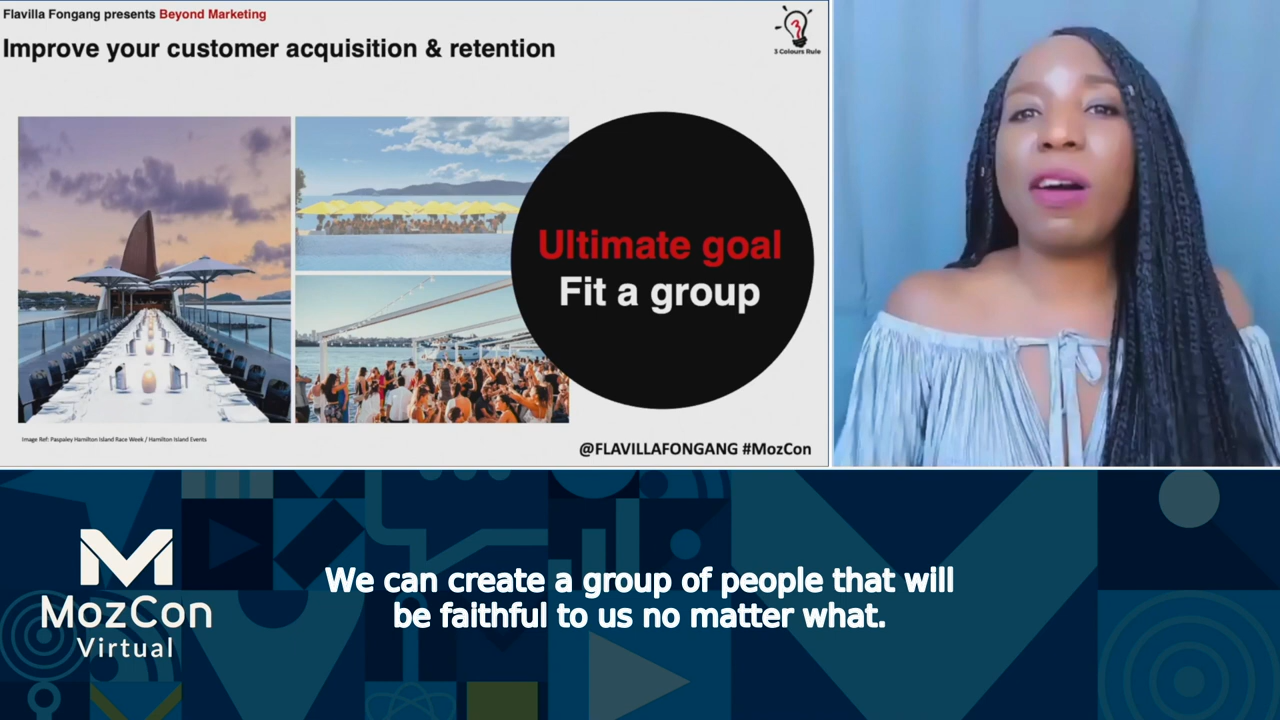 Flavilla Fongang presents Beyond Marketing
Improve your customer acquisition & retention
3
3 Colours Rule
Ultimate goal
Fit a group
Image Ref: Paspaley Hamilton Island Race Week / Hamilton Island Events
@FLAVILLAFONGANG #MozCon
M
MozCon
Virtual
We can create a group of people that will
be faithful to us no matter what.